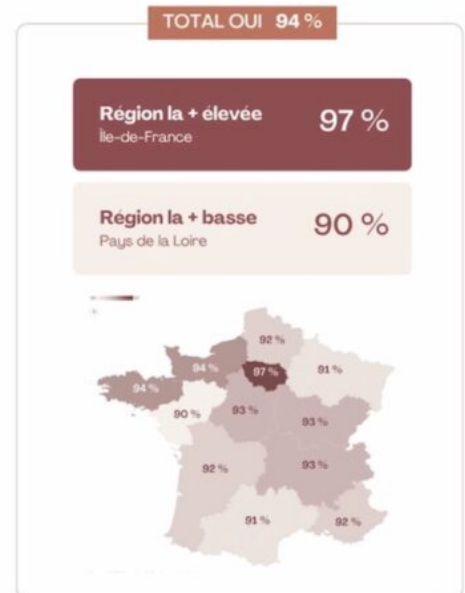 TOTAL OUI 94 %
Région la + élevée
Île-de-France
97 %
Région la + basse
Pays de la Loire
90 %
92 %
94 %
97 %
91 %
94 %
90 %
93 %
93 %
92 %
93 %
91 %
92 %